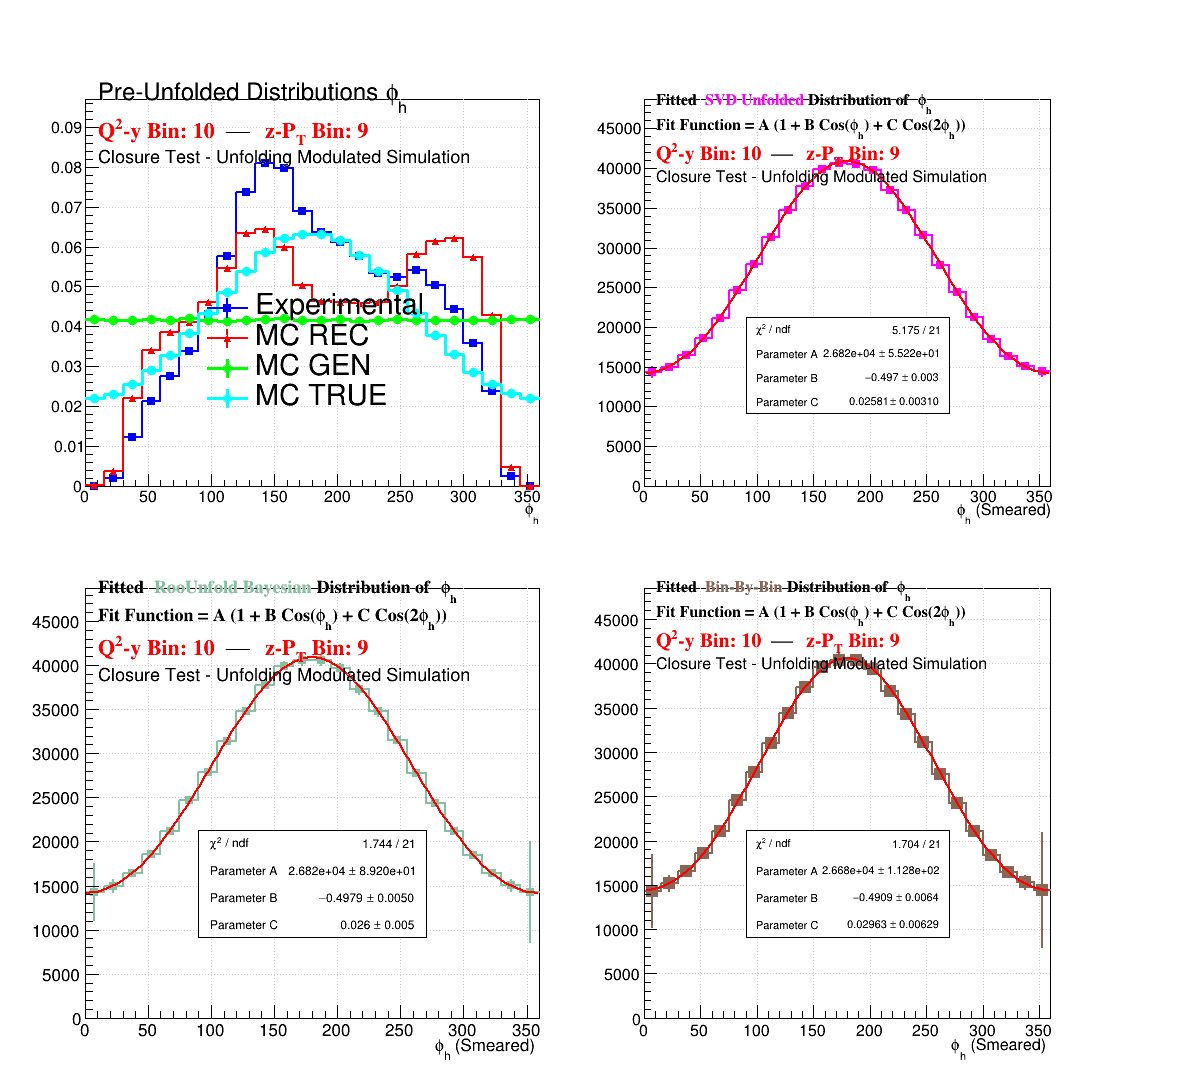 Pre-Unfolded Distributions ϕh
Q²-y Bin: 10 — z-PT Bin: 9
Closure Test - Unfolding Modulated Simulation
0.09
0.08
0.07
0.06
0.05
0.04
0.03
0.02
0.01
0
Experimental
MC REC
MC GEN
MC TRUE
0 50 100 150 200 250 300 350
ϕh
Fitted SVD Unfolded Distribution of ϕh
Fit Function = A (1 + B Cos(ϕh) + C Cos(2ϕh))
Q²-y Bin: 10 — z-PT Bin: 9
Closure Test - Unfolding Modulated Simulation
45000
40000
35000
30000
25000
20000
15000
10000
5000
0
χ² / ndf 5.175 / 21
Parameter A 2.682e+04 ± 5.522e+01
Parameter B −0.497 ± 0.003
Parameter C 0.02581 ± 0.00310
0 50 100 150 200 250 300 350
ϕh (Smeared)
Fitted RooUnfold Bayesian Distribution of ϕh
Fit Function = A (1 + B Cos(ϕh) + C Cos(2ϕh))
Q²-y Bin: 10 — z-PT Bin: 9
Closure Test - Unfolding Modulated Simulation
45000
40000
35000
30000
25000
20000
15000
10000
5000
0
χ² / ndf 1.744 / 21
Parameter A 2.682e+04 ± 8.920e+01
Parameter B −0.4979 ± 0.0050
Parameter C 0.026 ± 0.005
0 50 100 150 200 250 300 350
ϕh (Smeared)
Fitted Bin-By-Bin Distribution of ϕh
Fit Function = A (1 + B Cos(ϕh) + C Cos(2ϕh))
Q²-y Bin: 10 — z-PT Bin: 9
Closure Test - Unfolding Modulated Simulation
45000
40000
35000
30000
25000
20000
15000
10000
5000
0
χ² / ndf 1.704 / 21
Parameter A 2.668e+04 ± 1.128e+02
Parameter B −0.4909 ± 0.0064
Parameter C 0.02963 ± 0.00629
0 50 100 150 200 250 300 350
ϕh (Smeared)